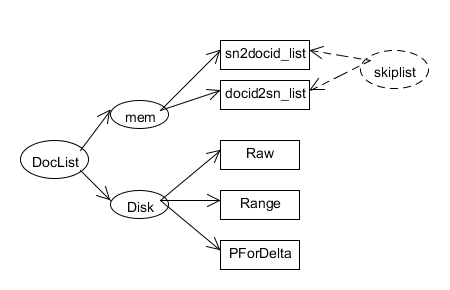 sn2docid_list
skiplist
docid2sn_list
mem
DocList
Raw
Disk
Range
PForDelta